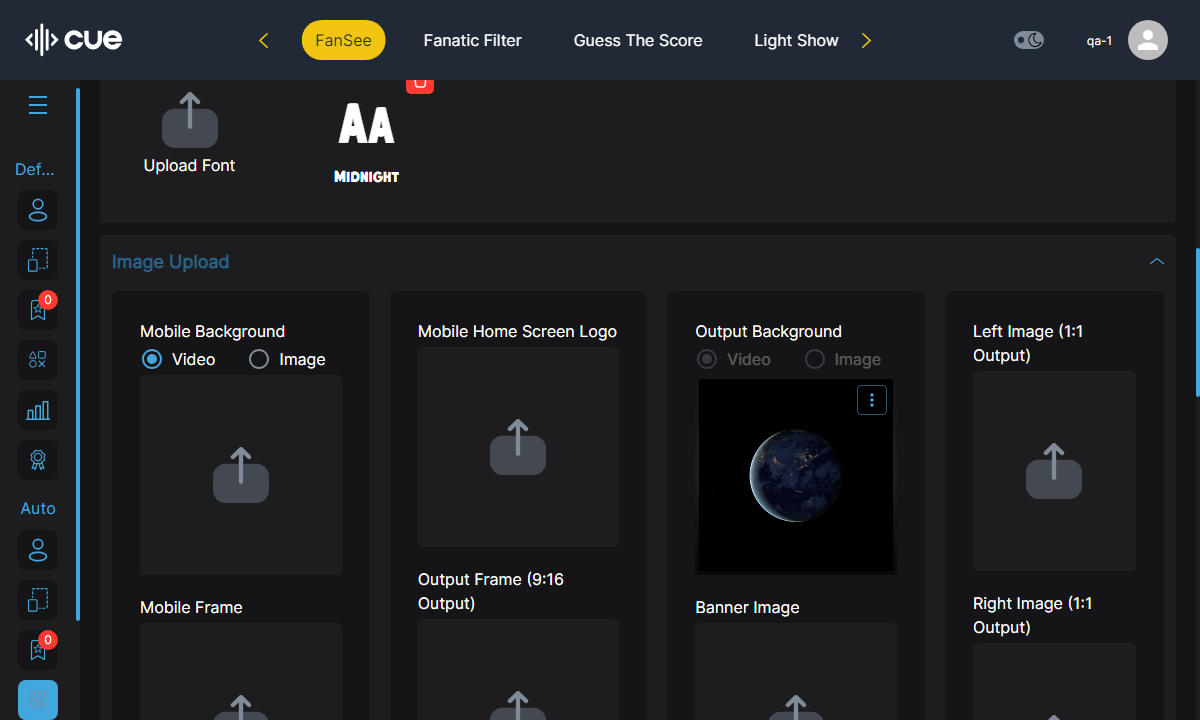 cue
FanSee
Fanatic Filter
Guess The Score
Light Show
qa-1
Def...
0
Auto
0
Upload Font
AA
MIDNIGHT
Image Upload
Mobile Background
Video
Image
Mobile Home Screen Logo
Output Background
Video
Image
Left Image (1:1
Output)
Mobile Frame
Output Frame (9:16
Output)
Banner Image
Right Image (1:1
Output)